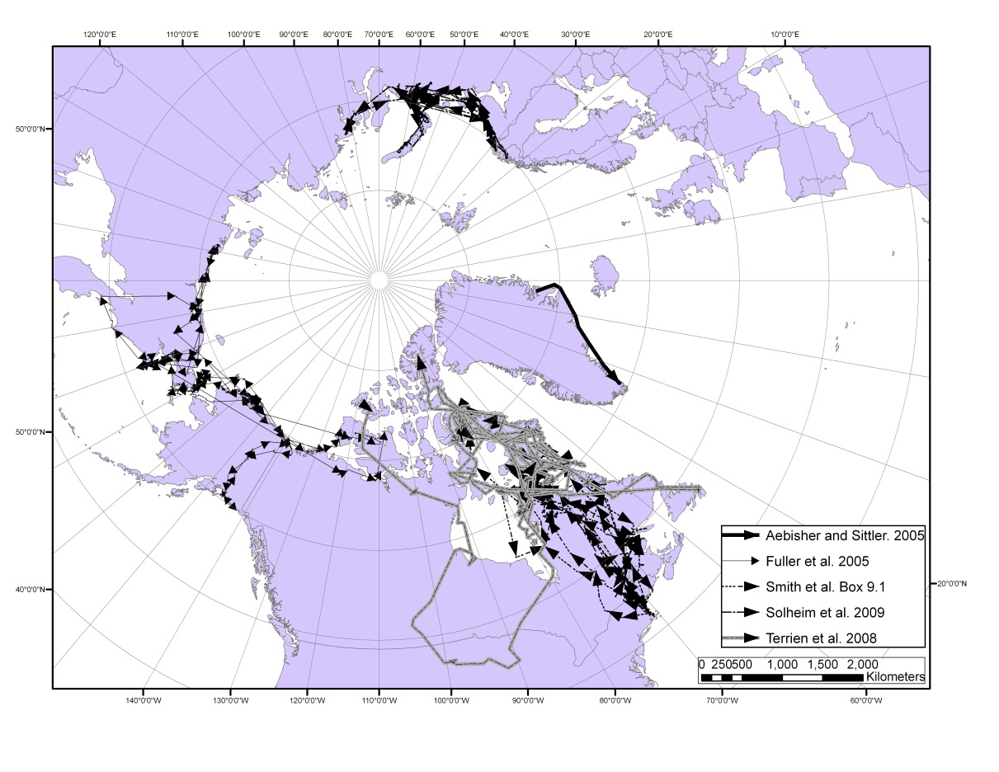 120°0'0"E 110°0'0"E 100°0'0"E 90°0'0"E 80°0'0"E 70°0'0"E 60°0'0"E 50°0'0"E 40°0'0"E 30°0'0"E 20°0'0"E 10°0'0"E
50°0'0"N
50°0'0"N
40°0'0"N
20°0'0"N
Aebisher and Sittler. 2005
Fuller et al. 2005
Smith et al. Box 9.1
Solheim et al. 2009
Terrien et al. 2008
0 250500 1,000 1,500 2,000
Kilometers
140°0'0"W 130°0'0"W 120°0'0"W 110°0'0"W 100°0'0"W 90°0'0"W 80°0'0"W 70°0'0"W 60°0'0"W